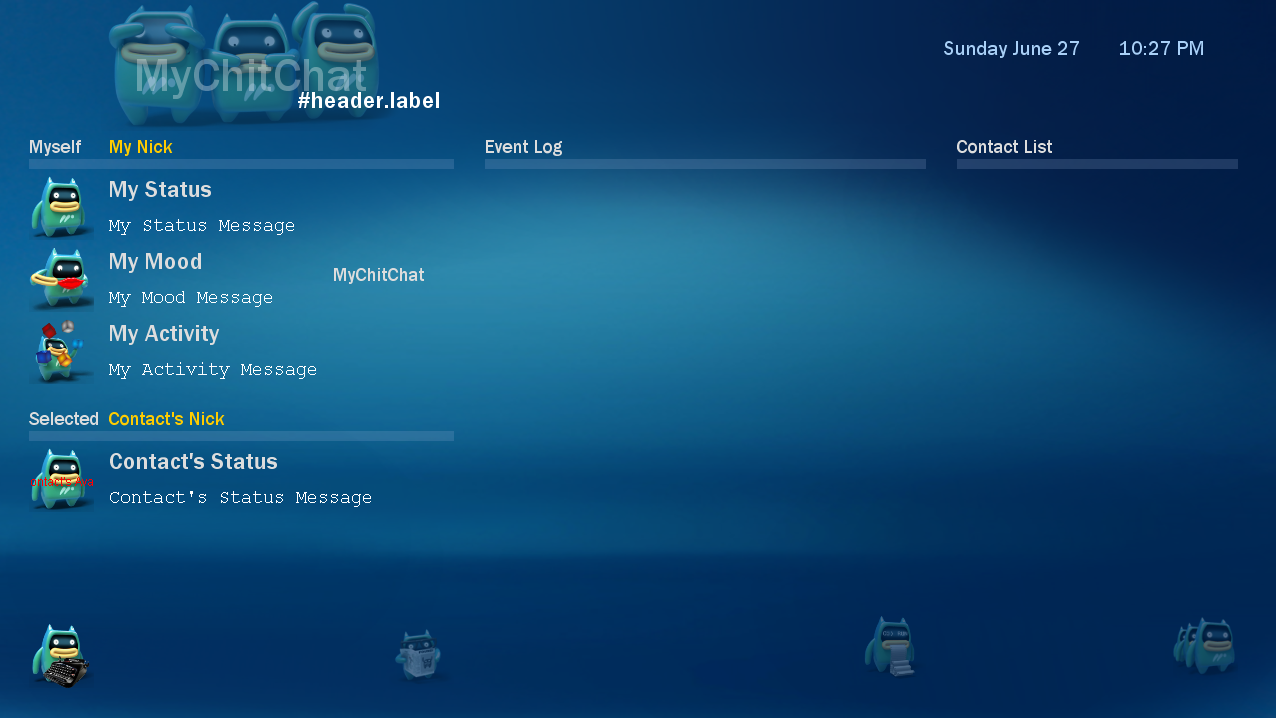 MyChitChat
#header.label
Sunday June 27 10:27 PM
Myself My Nick
Event Log
Contact List
My Status
My Status Message
My Mood
MyChitChat
My Mood Message
My Activity
My Activity Message
Selected Contact's Nick
Contact's Status
Contact's Status Message